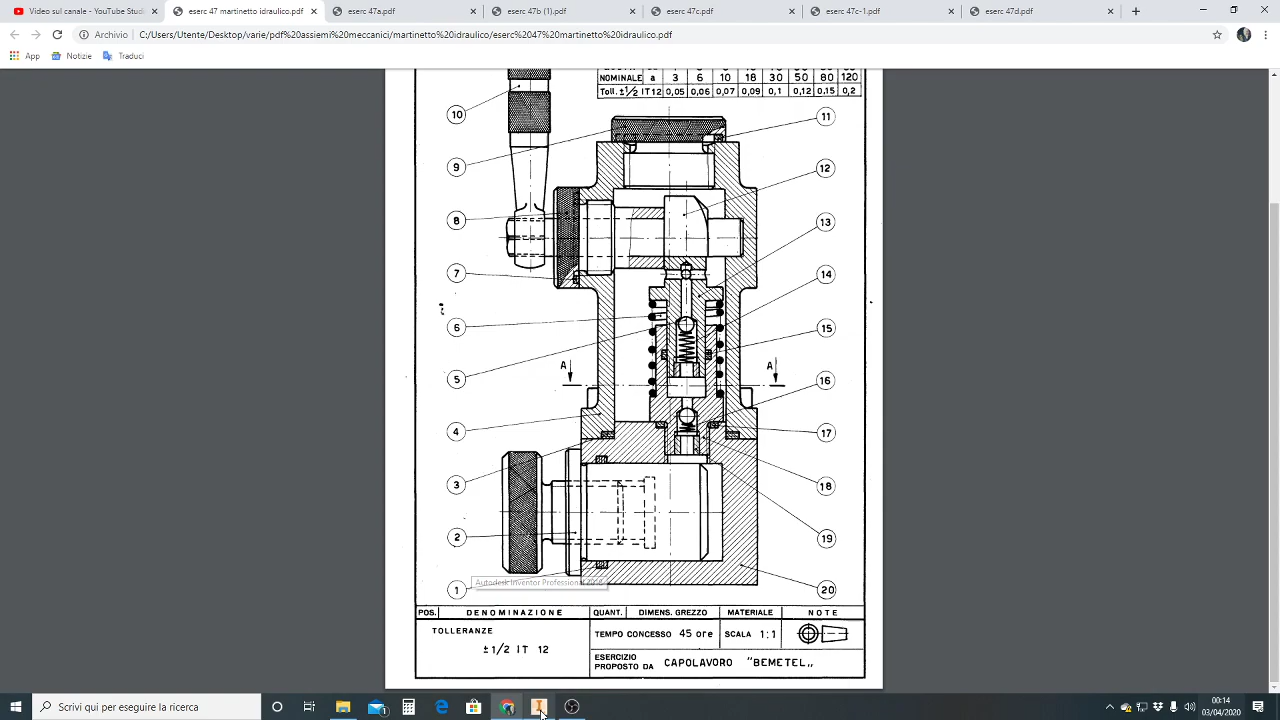 Video sul canale - YouTube Studi
eserc 47 martinetto idraulico.pdf
eserc 47a.pdf
eserc 47b (1).pdf
eserc 47c.pdf
eserc 47c-1.pdf
eserc 47d.pdf
Archivio
C:/Users/Utente/Desktop/varie/pdf%20assiemi%20meccanici/martinetto%20idraulico/eserc%2047%20martinetto%20idraulico.pdf
App
Notizie
Traduci
NOMINALE a 3 6 10 18 30 50 80 120
Toll. ±1/2 IT 12 0,05 0,06 0,07 0,09 0,1 0,12 0,15 0,2
10 11
9 12
8 13
7 14
6 15
A A
5 16
4 17
3 18
2 19
1 20
Autodesk Inventor Professional 2018
POS. DENOMINAZIONE QUANT. DIMENS. GREZZO MATERIALE NOTE
TOLLERANZE
±1/2 IT 12
TEMPO CONCESSO 45 ore SCALA 1:1
ESERCIZIO
PROPOSTO DA CAPOLAVORO "BEMETEL„
Scrivi qui per eseguire la ricerca
00:14
03/04/2020